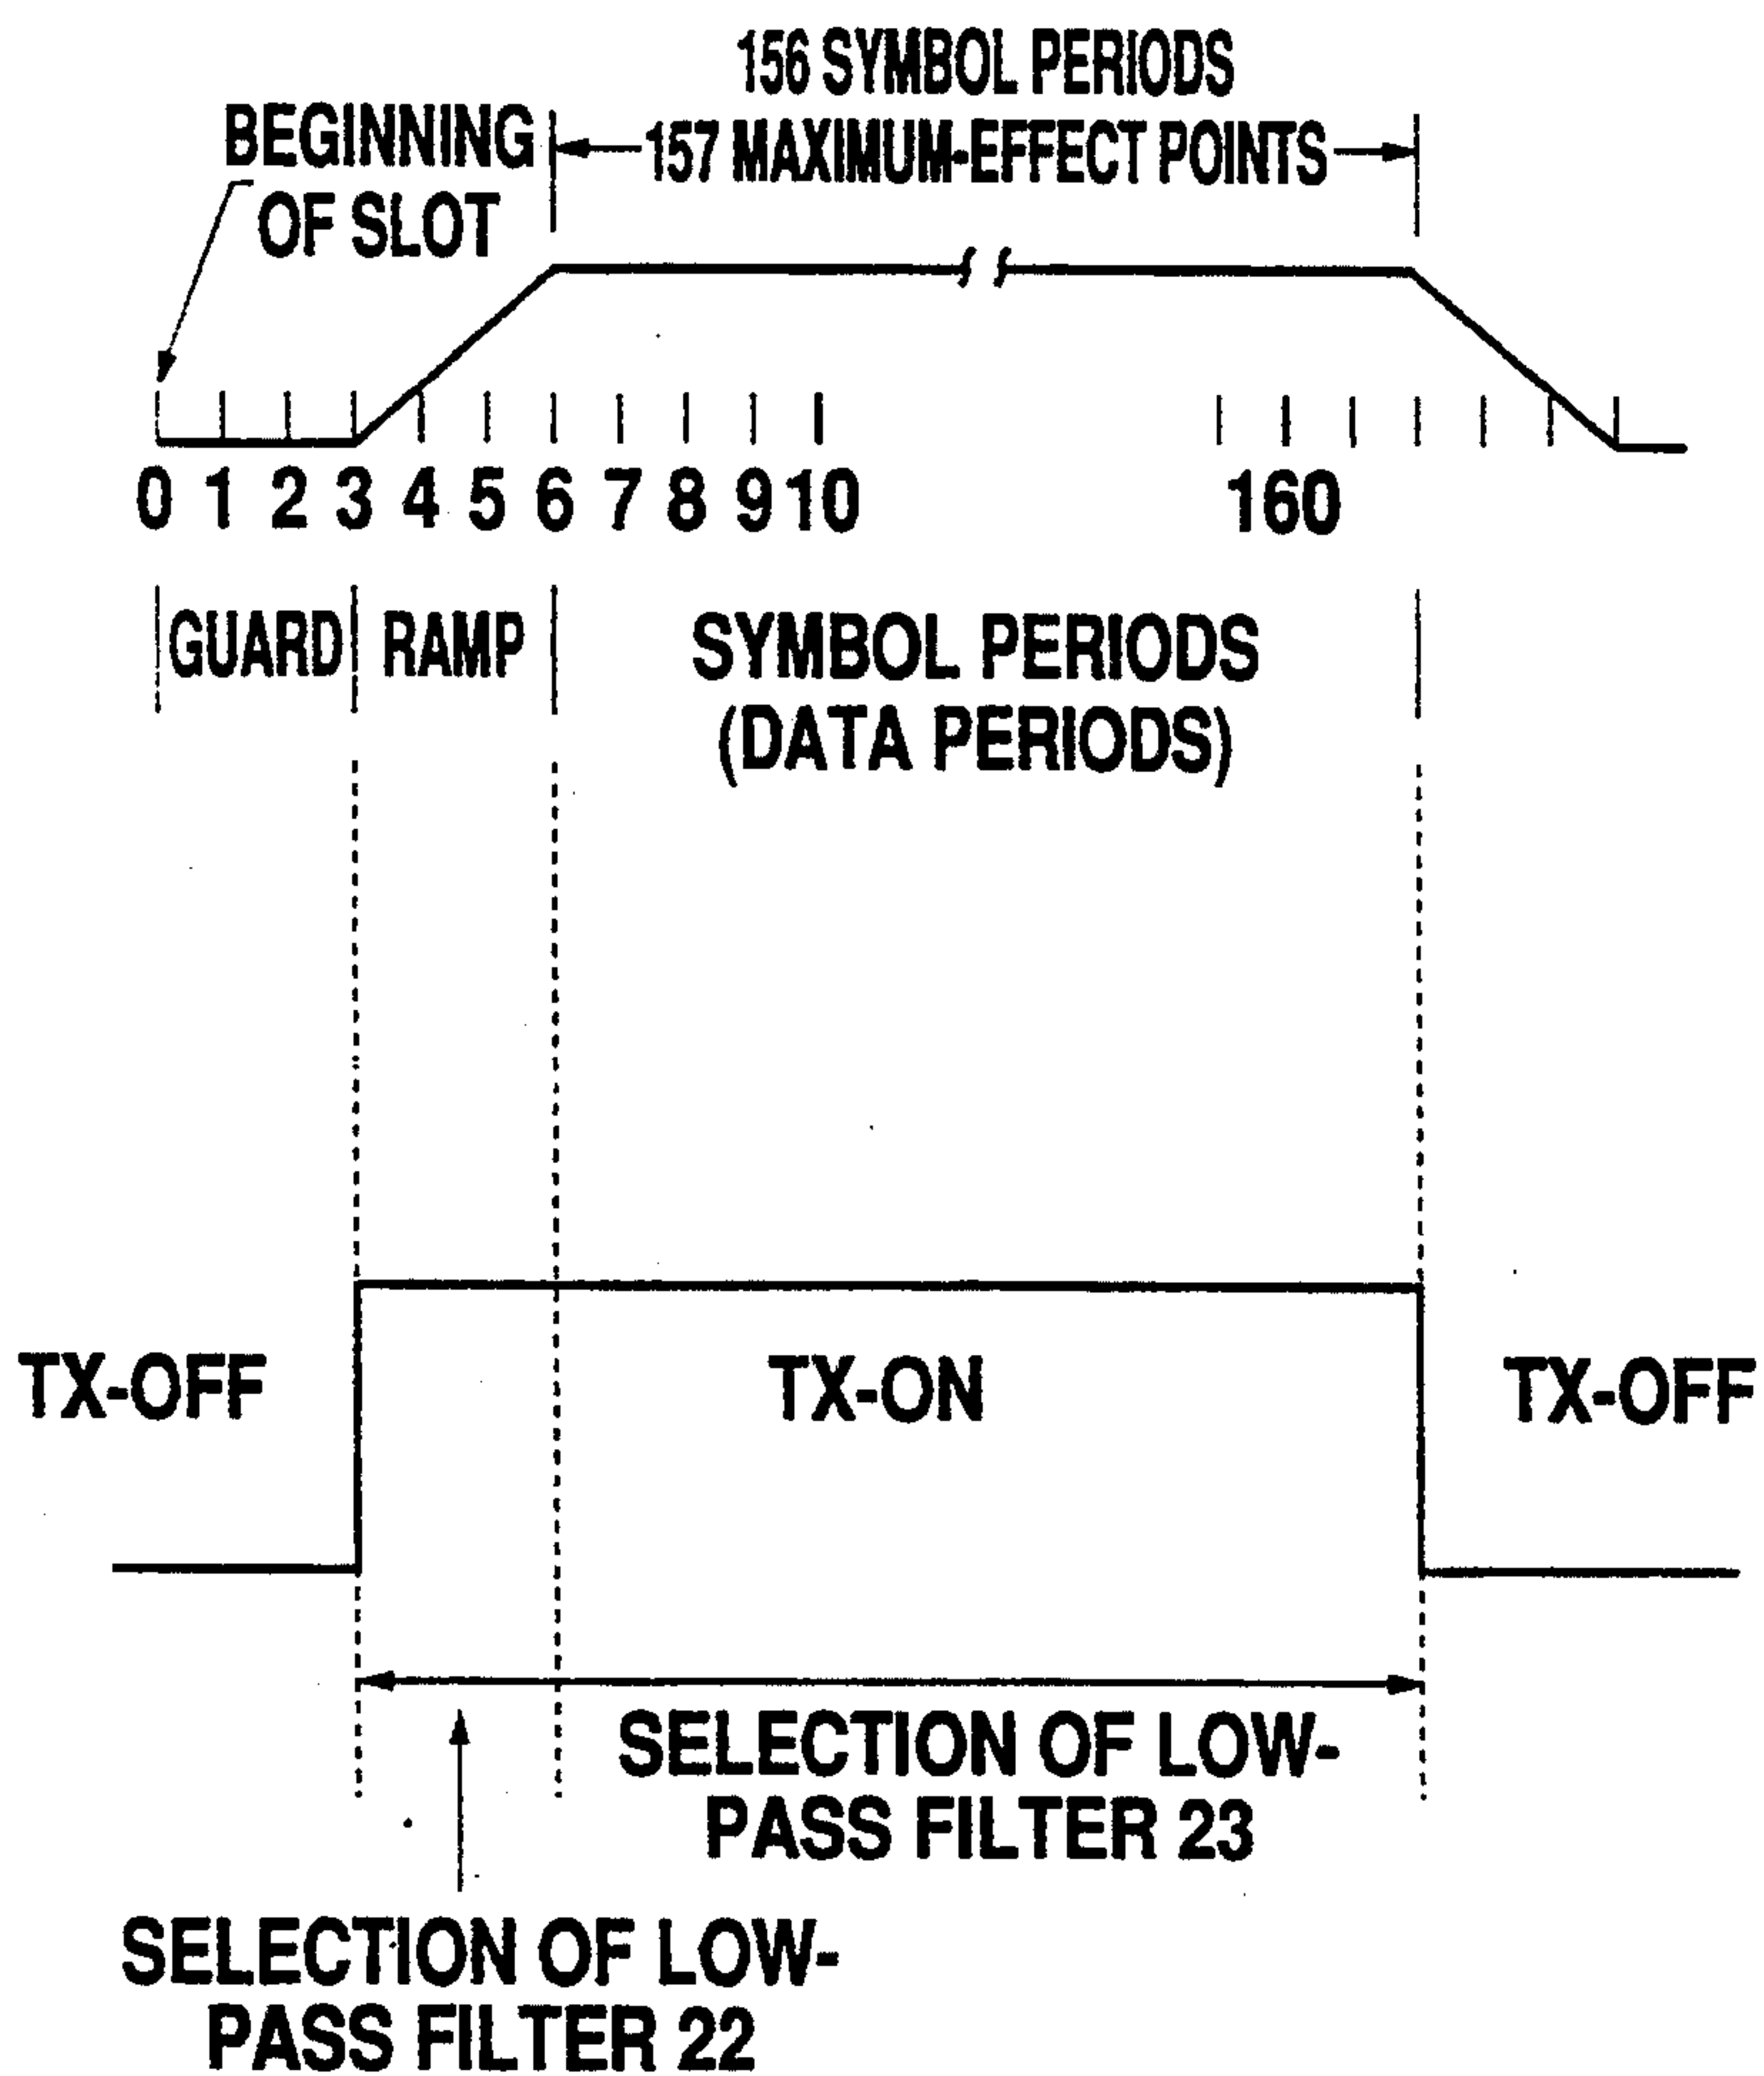 156 SYMBOL PERIODS
157 MAXIMUM-EFFECT POINTS
BEGINNING
OF SLOT
0 1 2 3 4 5 6 7 8 9 10 160
GUARD RAMP SYMBOL PERIODS
(DATA PERIODS)
TX-OFF TX-ON TX-OFF
SELECTION OF LOW-
PASS FILTER 23
SELECTION OF LOW-
PASS FILTER 22